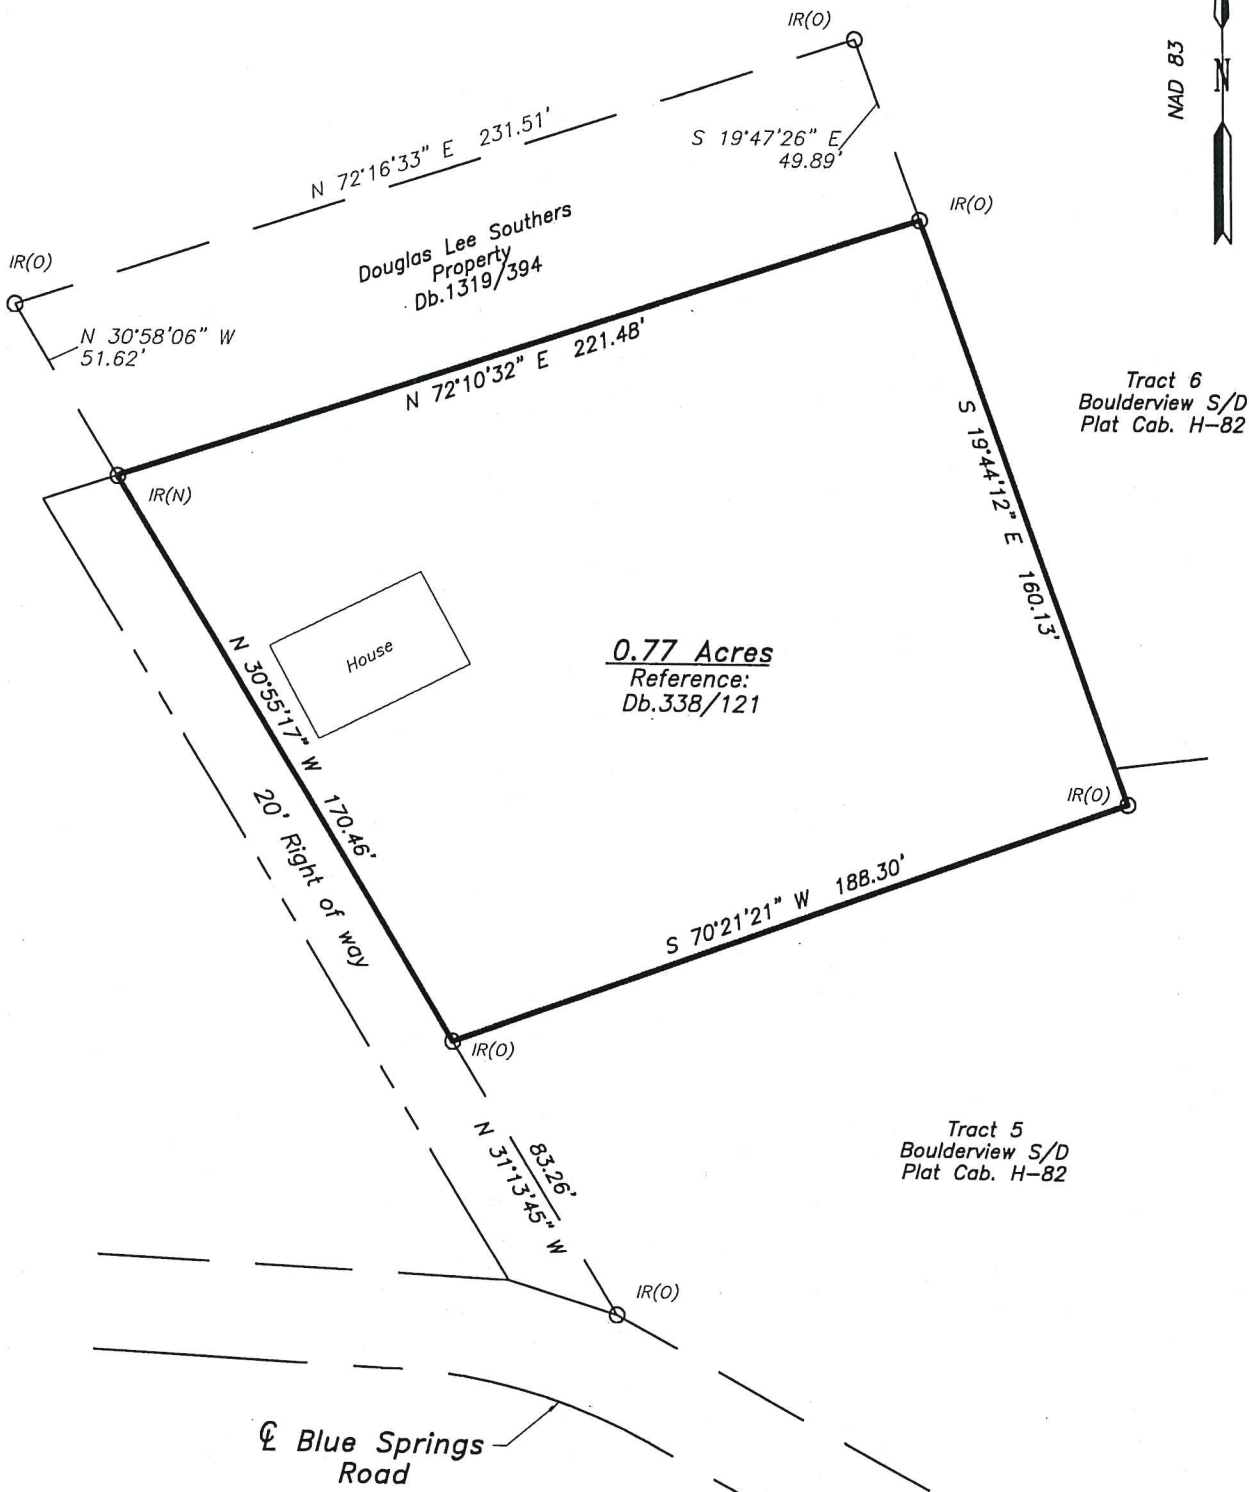 IR(O)
NAD 83
N
N 72°16'33" E 231.51'
S 19°47'26" E
49.89'
IR(O)
IR(O)
Douglas Lee Southers
Property
Db.1319/394
N 30°58'06" W
51.62'
N 72°10'32" E 221.48'
Tract 6
Boulderview S/D
Plat Cab. H-82
S 19°44'12" E 160.13'
IR(N)
House
0.77 Acres
Reference:
Db.338/121
N 30°55'17" W 170.46'
20' Right of way
IR(O)
S 70°21'21" W 188.30'
IR(O)
83.26'
N 31°13'45" W
Tract 5
Boulderview S/D
Plat Cab. H-82
IR(O)
℄ Blue Springs
Road